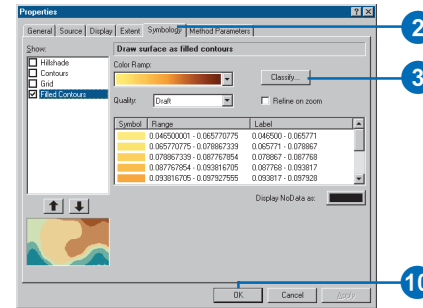 Properties
General Source Display Extent Symbology Method Parameters
2
Show:
Hillshade
Contours
Grid
Filled Contours
Draw surface as filled contours
Color Ramp:
Classify...
3
Quality: Draft
Refine on zoom
Symbol Range Label
0.046500001 - 0.065770775 0.046500 - 0.065771
0.065770775 - 0.078867339 0.065771 - 0.078867
0.078867339 - 0.087767854 0.078867 - 0.087768
0.087767854 - 0.093816705 0.087768 - 0.093817
0.093816705 - 0.097927555 0.093817 - 0.097928
Display NoData as:
10
OK Cancel Apply